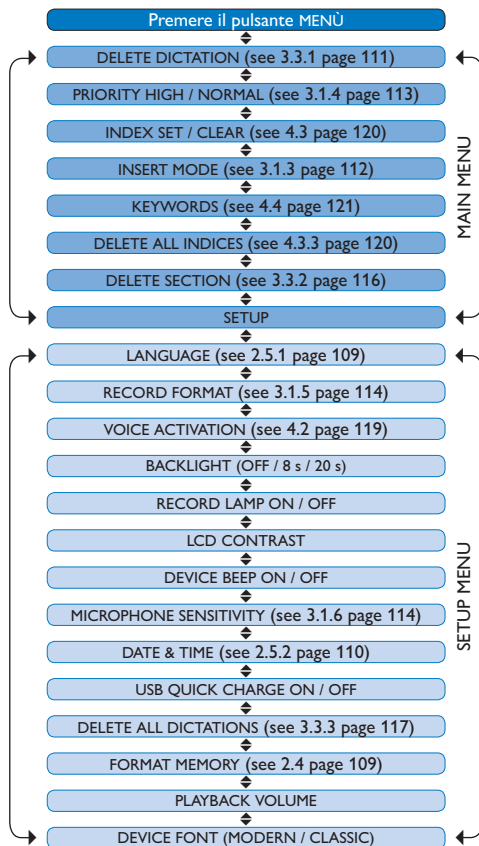 Premere il pulsante MENÙ
DELETE DICTATION (see 3.3.1 page 111)
PRIORITY HIGH / NORMAL (see 3.1.4 page 113)
INDEX SET / CLEAR (see 4.3 page 120)
INSERT MODE (see 3.1.3 page 112)
KEYWORDS (see 4.4 page 121)
DELETE ALL INDICES (see 4.3.3 page 120)
DELETE SECTION (see 3.3.2 page 116)
SETUP
MAIN MENU
LANGUAGE (see 2.5.1 page 109)
RECORD FORMAT (see 3.1.5 page 114)
VOICE ACTIVATION (see 4.2 page 119)
BACKLIGHT (OFF / 8 s / 20 s)
RECORD LAMP ON / OFF
LCD CONTRAST
DEVICE BEEP ON / OFF
MICROPHONE SENSITIVITY (see 3.1.6 page 114)
DATE & TIME (see 2.5.2 page 110)
USB QUICK CHARGE ON / OFF
DELETE ALL DICTATIONS (see 3.3.3 page 117)
FORMAT MEMORY (see 2.4 page 109)
PLAYBACK VOLUME
DEVICE FONT (MODERN / CLASSIC)
SETUP MENU